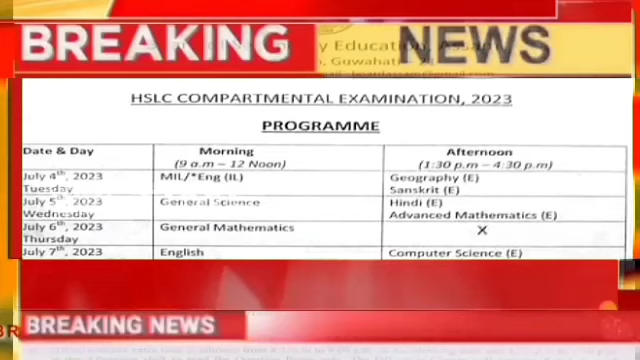 BREAKING NEWS
y Education, Assam
, Guwahati - 21
HSLC COMPARTMENTAL EXAMINATION, 2023
PROGRAMME
Date & Day Morning (9 a.m – 12 Noon) Afternoon (1:30 p.m – 4:30 p.m)
July 4th, 2023 MIL/*Eng (IL) Geography (E)
Tuesday Sanskrit (E)
July 5th, 2023 General Science Hindi (E)
Wednesday Advanced Mathematics (E)
July 6th, 2023 General Mathematics X
Thursday
July 7th, 2023 English Computer Science (E)
BR
BREAKING NEWS